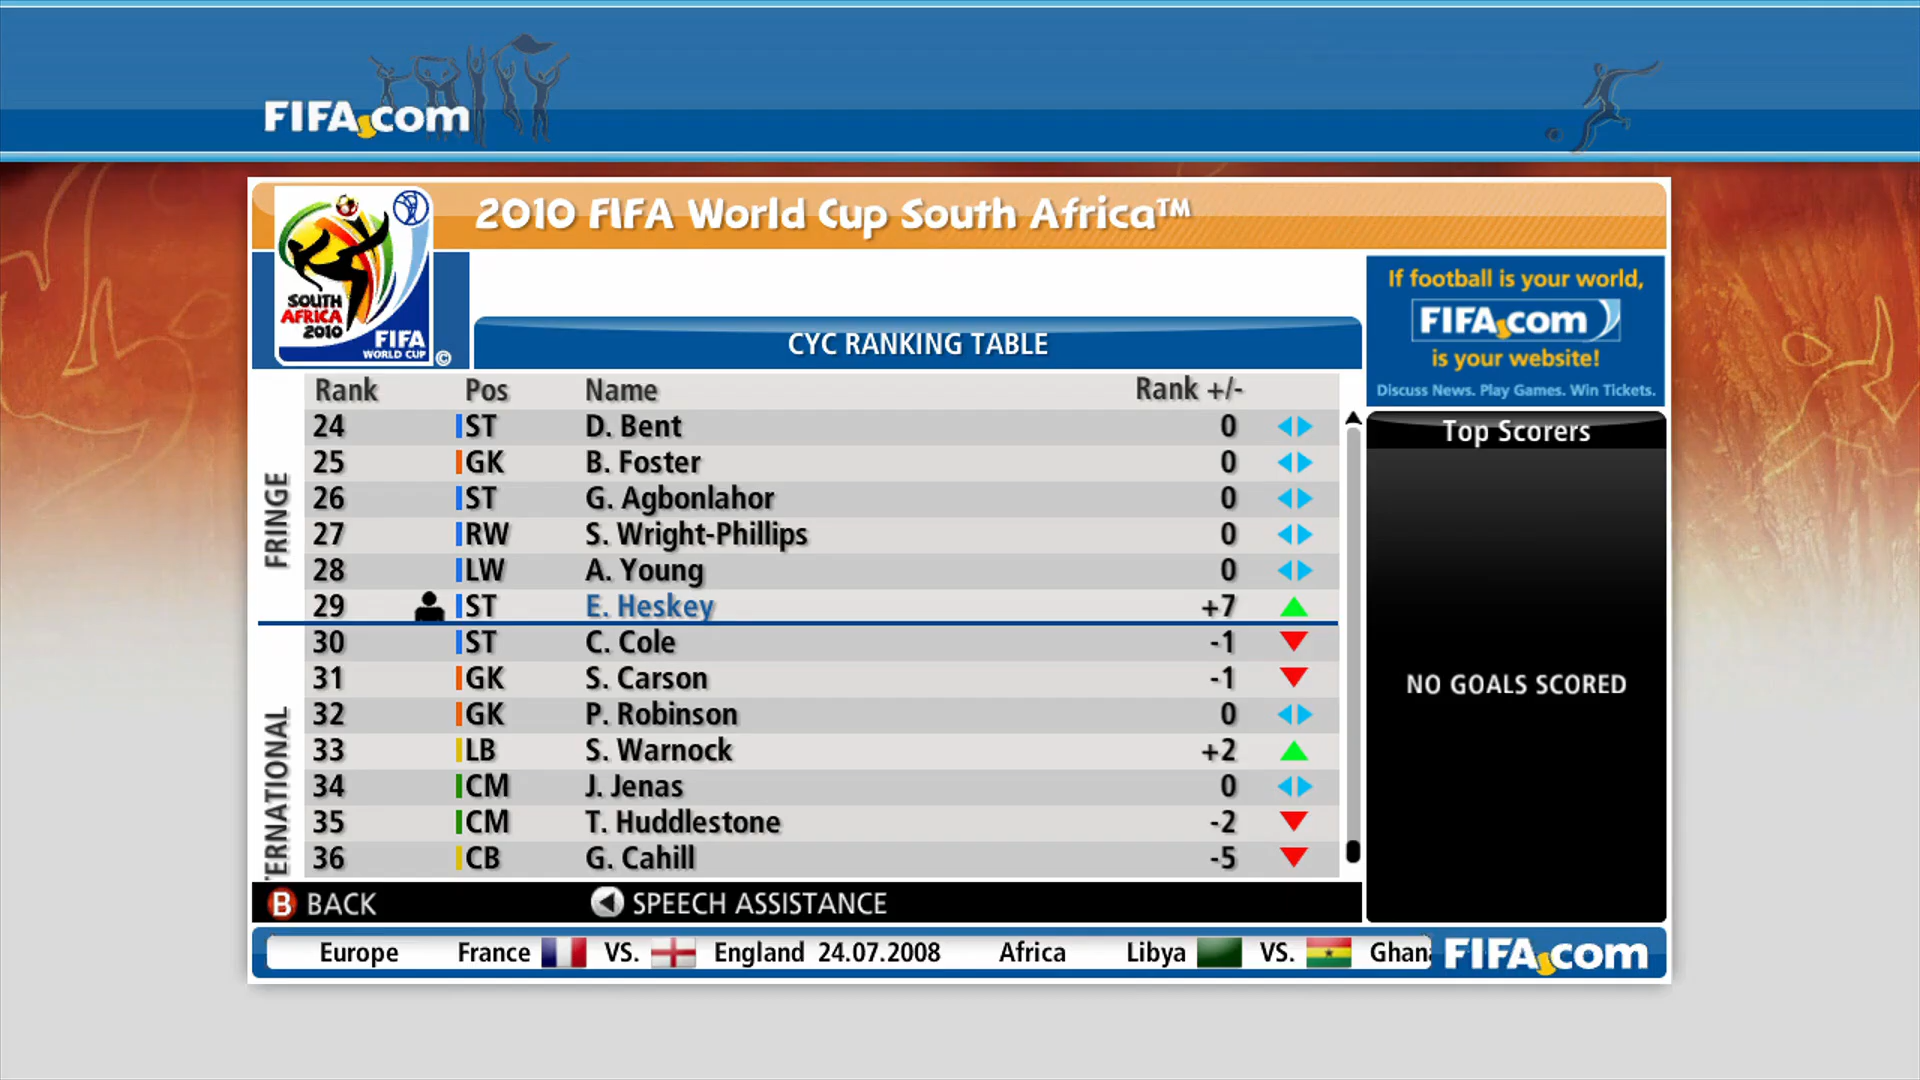 FIFA.com
2010 FIFA World Cup South Africa™
SOUTH
AFRICA
2010
FIFA
WORLD CUP ©
CYC RANKING TABLE
If football is your world,
FIFA.com
is your website!
Discuss News. Play Games. Win Tickets.
Rank Pos Name Rank +/-
FRINGE
24 ST D. Bent 0
25 GK B. Foster 0
26 ST G. Agbonlahor 0
27 RW S. Wright-Phillips 0
28 LW A. Young 0
29 ST E. Heskey +7
TERNATIONAL
30 ST C. Cole -1
31 GK S. Carson -1
32 GK P. Robinson 0
33 LB S. Warnock +2
34 CM J. Jenas 0
35 CM T. Huddlestone -2
36 CB G. Cahill -5
Top Scorers
NO GOALS SCORED
B BACK SPEECH ASSISTANCE
Europe France VS. England 24.07.2008 Africa Libya VS. Ghan
FIFA.com